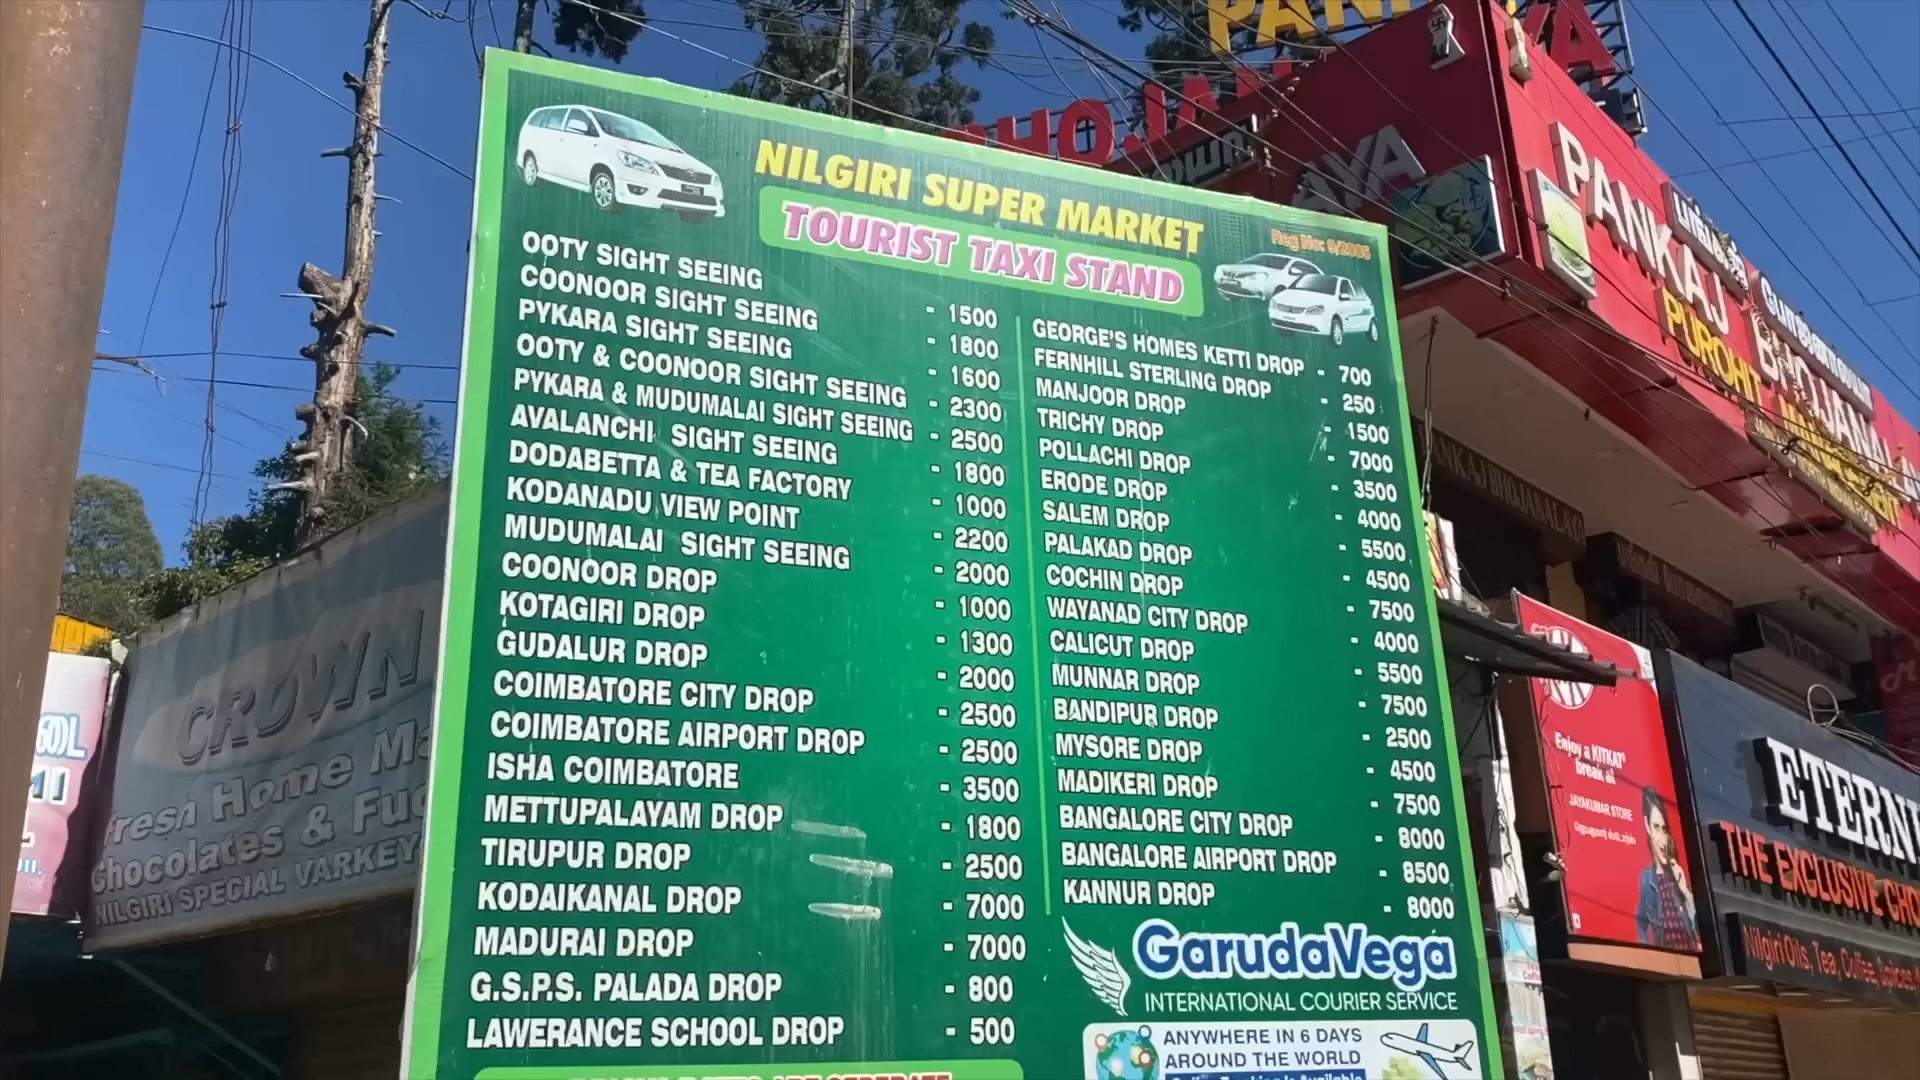 NILGIRI SUPER MARKET
TOURIST TAXI STAND
Reg No: 9/2005
OOTY SIGHT SEEING - 1500
COONOOR SIGHT SEEING - 1800
PYKARA SIGHT SEEING - 1600
OOTY & COONOOR SIGHT SEEING - 2300
PYKARA & MUDUMALAI SIGHT SEEING - 2500
AVALANCHI SIGHT SEEING - 1800
DODABETTA & TEA FACTORY - 1000
KODANADU VIEW POINT - 2200
MUDUMALAI SIGHT SEEING - 2000
COONOOR DROP - 1000
KOTAGIRI DROP - 1300
GUDALUR DROP - 2000
COIMBATORE CITY DROP - 2500
COIMBATORE AIRPORT DROP - 2500
ISHA COIMBATORE - 3500
METTUPALAYAM DROP - 1800
TIRUPUR DROP - 2500
KODAIKANAL DROP - 7000
MADURAI DROP - 7000
G.S.P.S. PALADA DROP - 800
LAWERANCE SCHOOL DROP - 500
GEORGE'S HOMES KETTI DROP - 700
FERNHILL STERLING DROP - 250
MANJOOR DROP - 1500
TRICHY DROP - 7000
POLLACHI DROP - 3500
ERODE DROP - 4000
SALEM DROP - 5500
PALAKAD DROP - 4500
COCHIN DROP - 7500
WAYANAD CITY DROP - 4000
CALICUT DROP - 5500
MUNNAR DROP - 7500
BANDIPUR DROP - 2500
MYSORE DROP - 4500
MADIKERI DROP - 7500
BANGALORE CITY DROP - 8000
BANGALORE AIRPORT DROP - 8500
KANNUR DROP - 8000
GarudaVega
INTERNATIONAL COURIER SERVICE
ANYWHERE IN 6 DAYS
AROUND THE WORLD
CROWN
Fresh Home
Chocolates &
NILGIRI SPECIAL VARKEY
PANKAJ
PUROHIT
PANKAJ BHOJANALAYA
Enjoy a KITKAT
break at
JAYAKUMAR STORE
THE EXCLUSIVE
Nilgiri Oils, Tea, Coffee, Spices